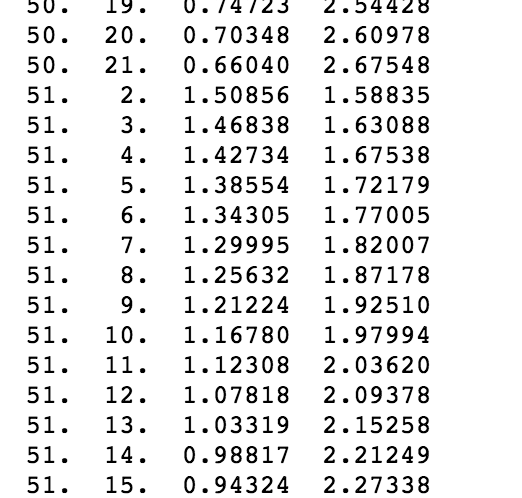 50. 19. 0.74723 2.54428
50. 20. 0.70348 2.60978
50. 21. 0.66040 2.67548
51. 2. 1.50856 1.58835
51. 3. 1.46838 1.63088
51. 4. 1.42734 1.67538
51. 5. 1.38554 1.72179
51. 6. 1.34305 1.77005
51. 7. 1.29995 1.82007
51. 8. 1.25632 1.87178
51. 9. 1.21224 1.92510
51. 10. 1.16780 1.97994
51. 11. 1.12308 2.03620
51. 12. 1.07818 2.09378
51. 13. 1.03319 2.15258
51. 14. 0.98817 2.21249
51. 15. 0.94324 2.27338